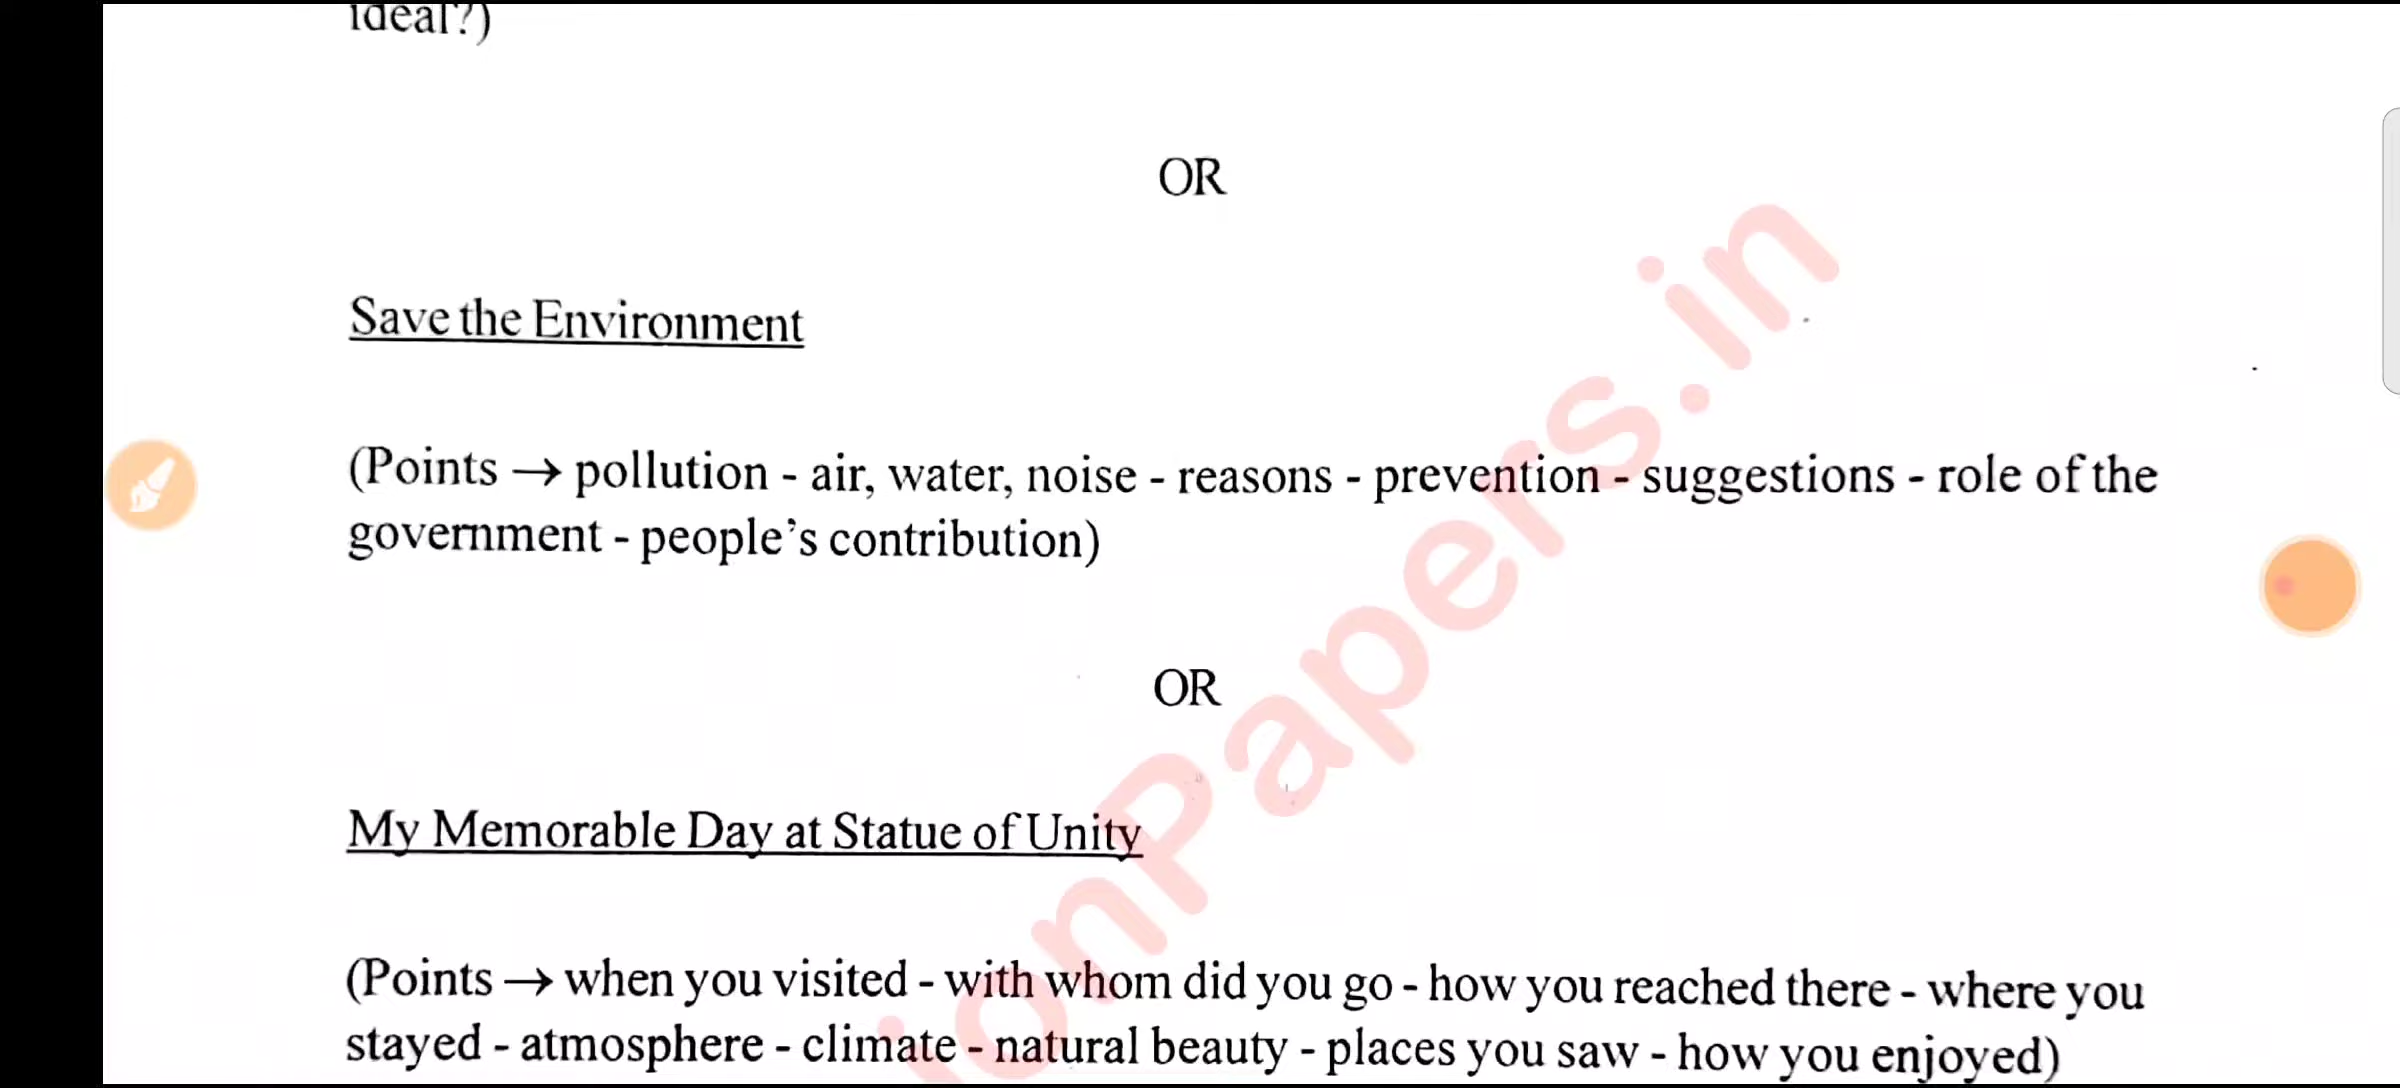 ideal?)
OR
Save the Environment
(Points → pollution - air, water, noise - reasons - prevention - suggestions - role of the
government - people's contribution)
OR
My Memorable Day at Statue of Unity
(Points → when you visited - with whom did you go - how you reached there - where you
stayed - atmosphere - climate - natural beauty - places you saw - how you enjoyed)
ionPapers.in